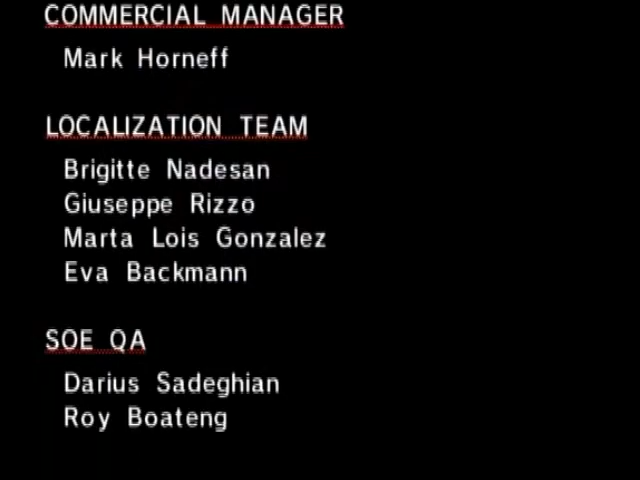 COMMERCIAL MANAGER
Mark Horneff
LOCALIZATION TEAM
Brigitte Nadesan
Giuseppe Rizzo
Marta Lois Gonzalez
Eva Backmann
SOE QA
Darius Sadeghian
Roy Boateng